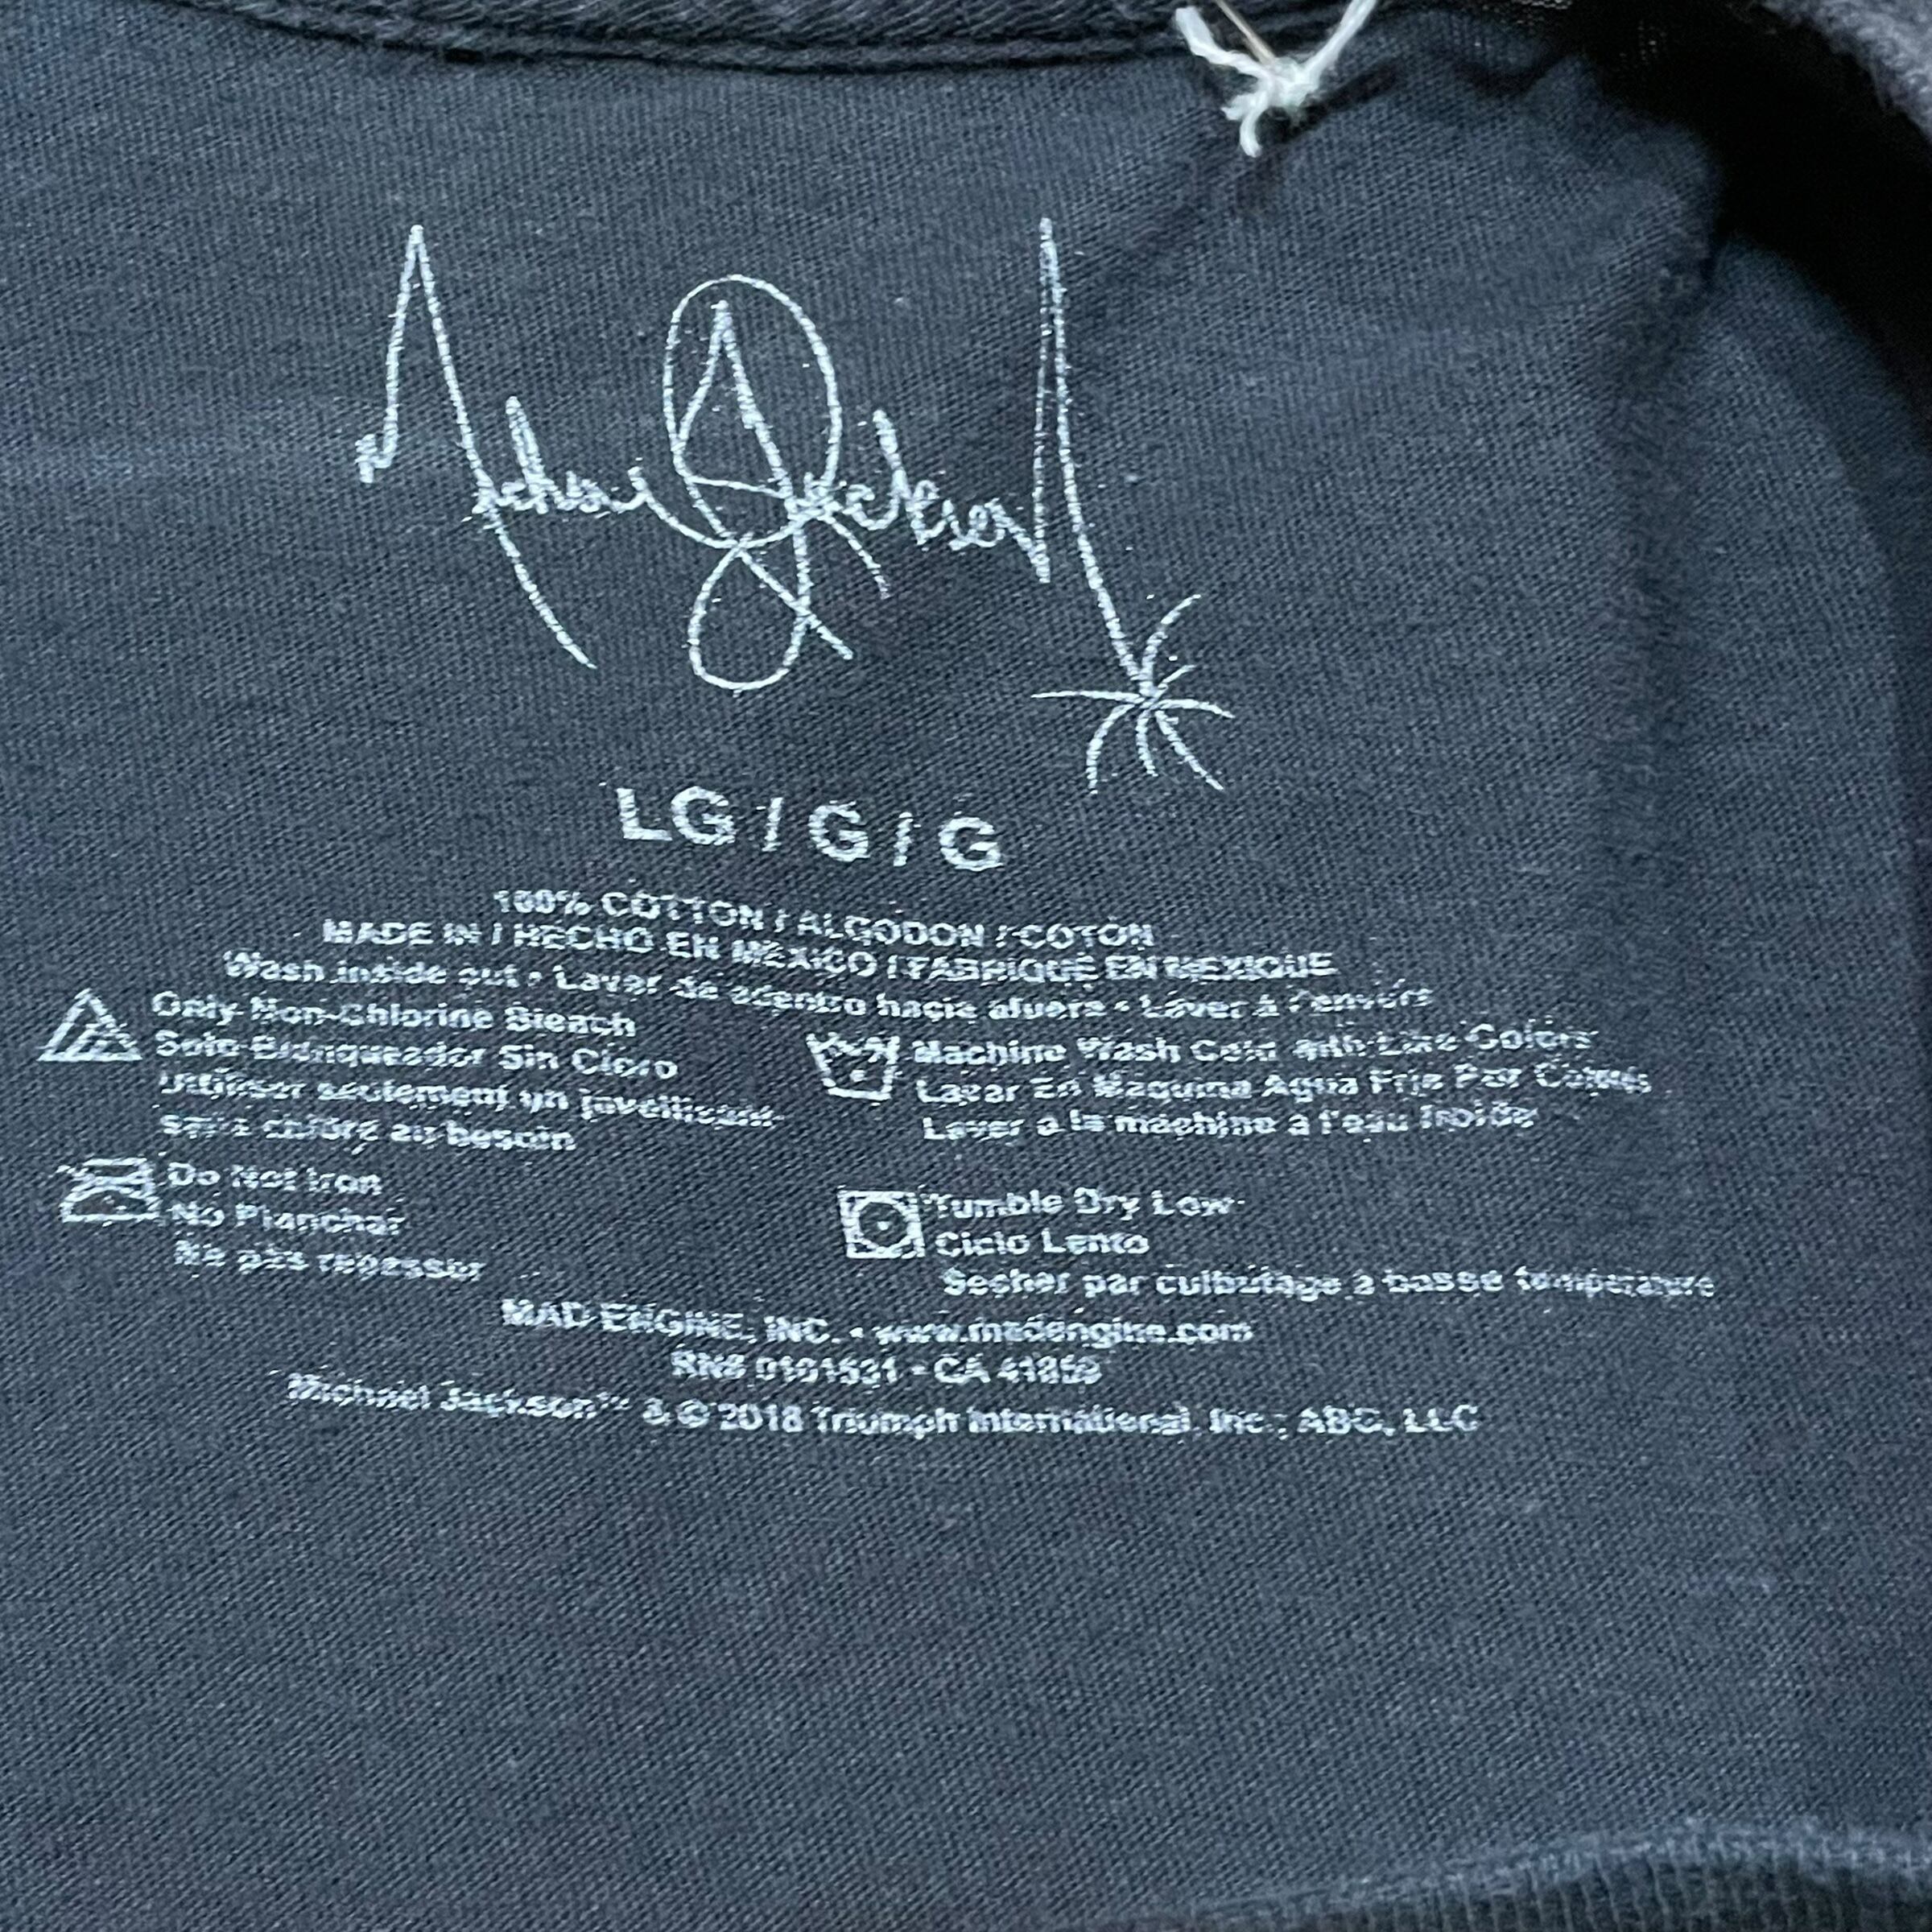 Michael Jackson
LG / G / G
100% COTTON / ALGODON / COTON
MADE IN / HECHO EN MEXICO / FABRIQUÉ EN MEXIQUE
Wash inside out • Lavar de adentro hacia afuera • Laver à l'envers
Only Non-Chlorine Bleach
Solo Blanqueador Sin Cloro
Utiliser seulement un javellisant
sans chlore au besoin
Machine Wash Cold with Like Colors
Lavar En Maquina Agua Fria Por Colores
Laver a la machine a l'eau froide
Do Not Iron
No Planchar
Ne pas repasser
Tumble Dry Low
Ciclo Lento
Secher par culbutage a basse temperature
MAD ENGINE, INC. • www.madengine.com
RN# 0101531 • CA
Michael Jackson™ & © 2018 Triumph International, Inc.; ABG, LLC